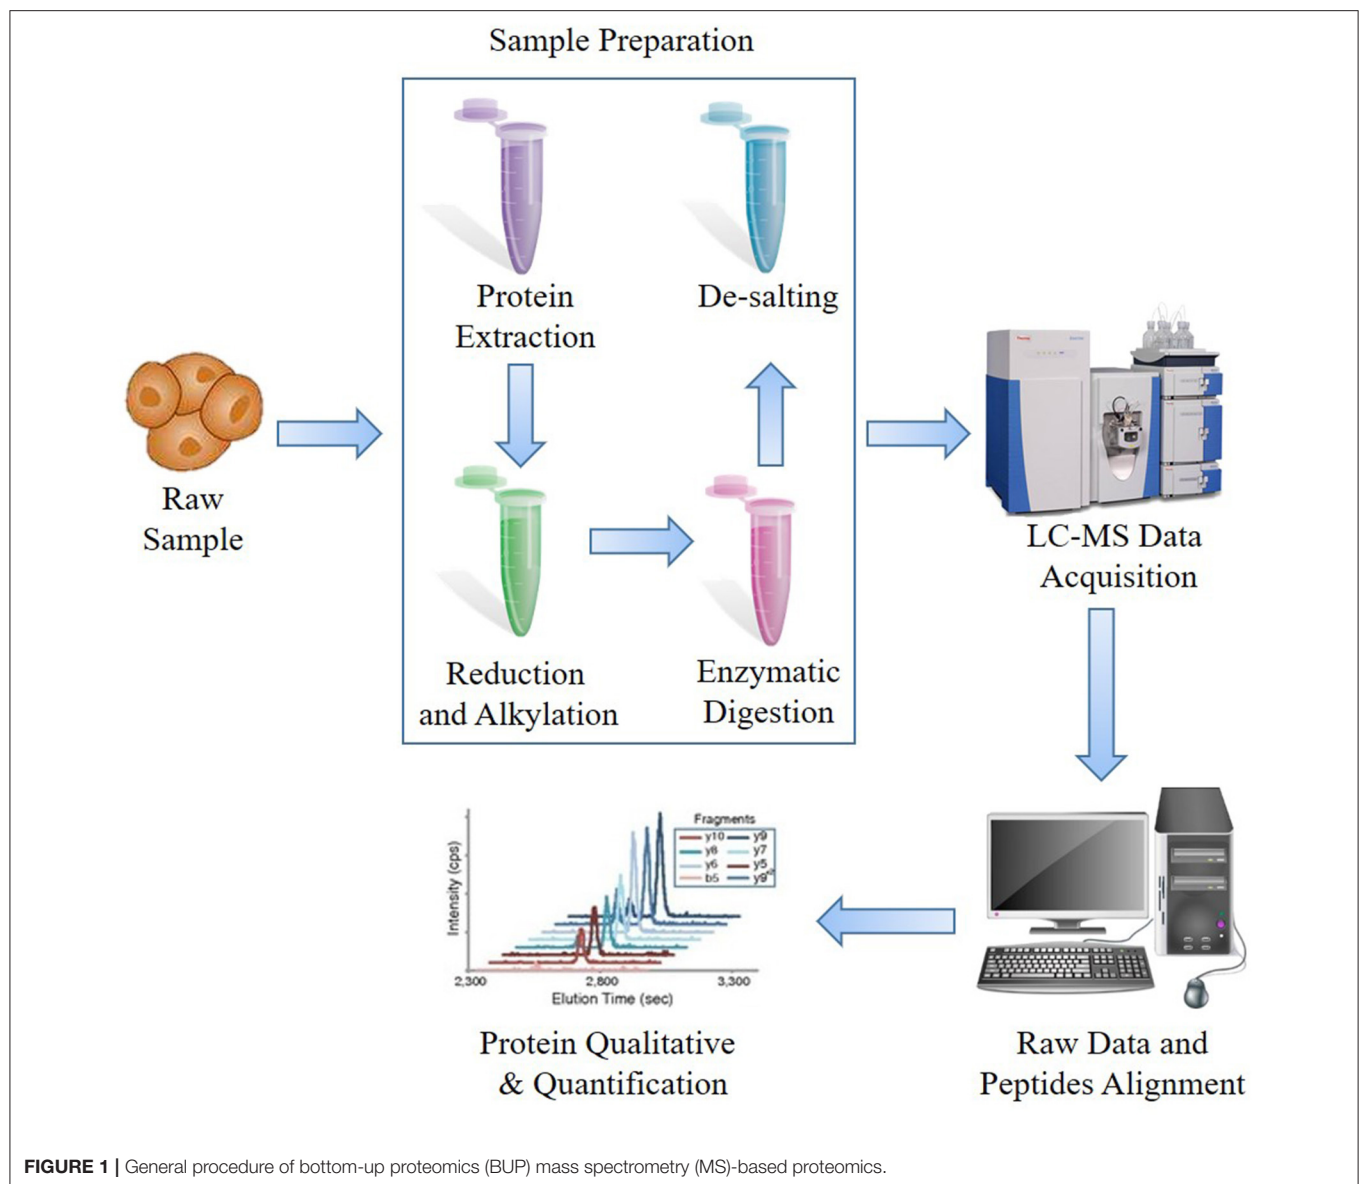 Sample Preparation
Protein
Extraction
De-salting
Raw
Sample
Reduction
and Alkylation
Enzymatic
Digestion
LC-MS Data
Acquisition
Fragments
y10 y9
y8 y7
y6 y5
b5 y9⁺²
Intensity (cps)
2,300 2,800 3,300
Elution Time (sec)
Protein Qualitative
& Quantification
Raw Data and
Peptides Alignment
FIGURE 1 | General procedure of bottom-up proteomics (BUP) mass spectrometry (MS)-based proteomics.